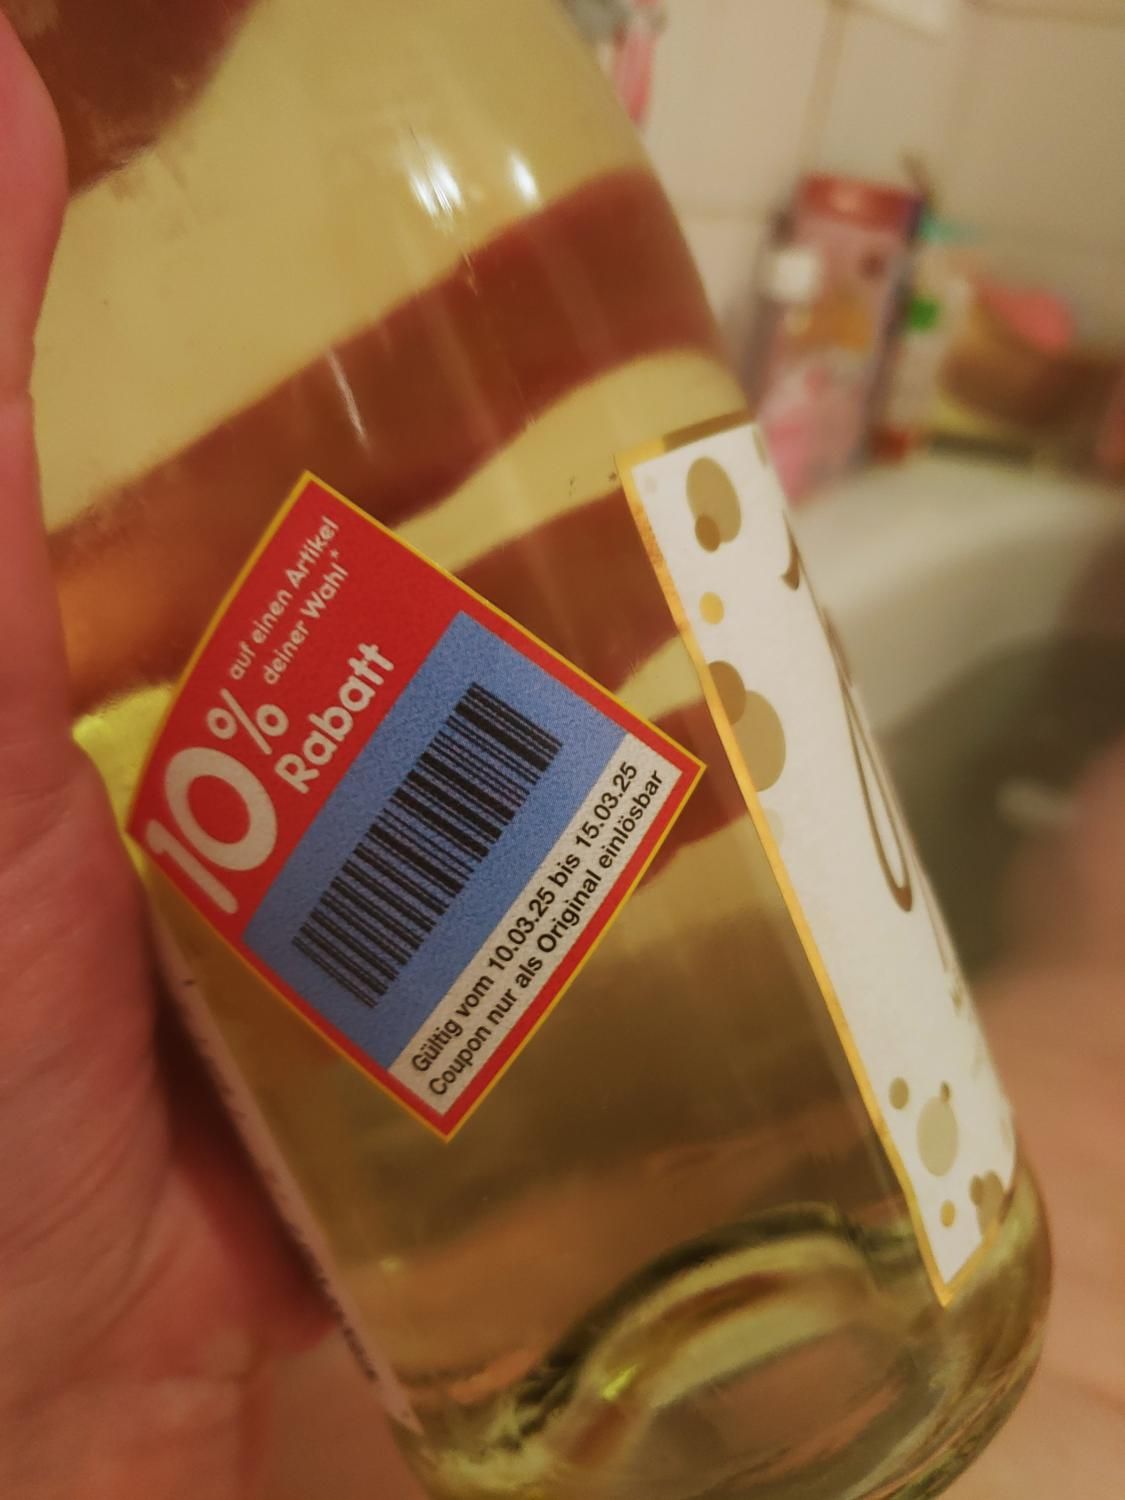 10%
auf einen Artikel
deiner Wahl*
Rabatt
Gültig vom 10.03.25 bis 15.03.25
Coupon nur als Original einlösbar